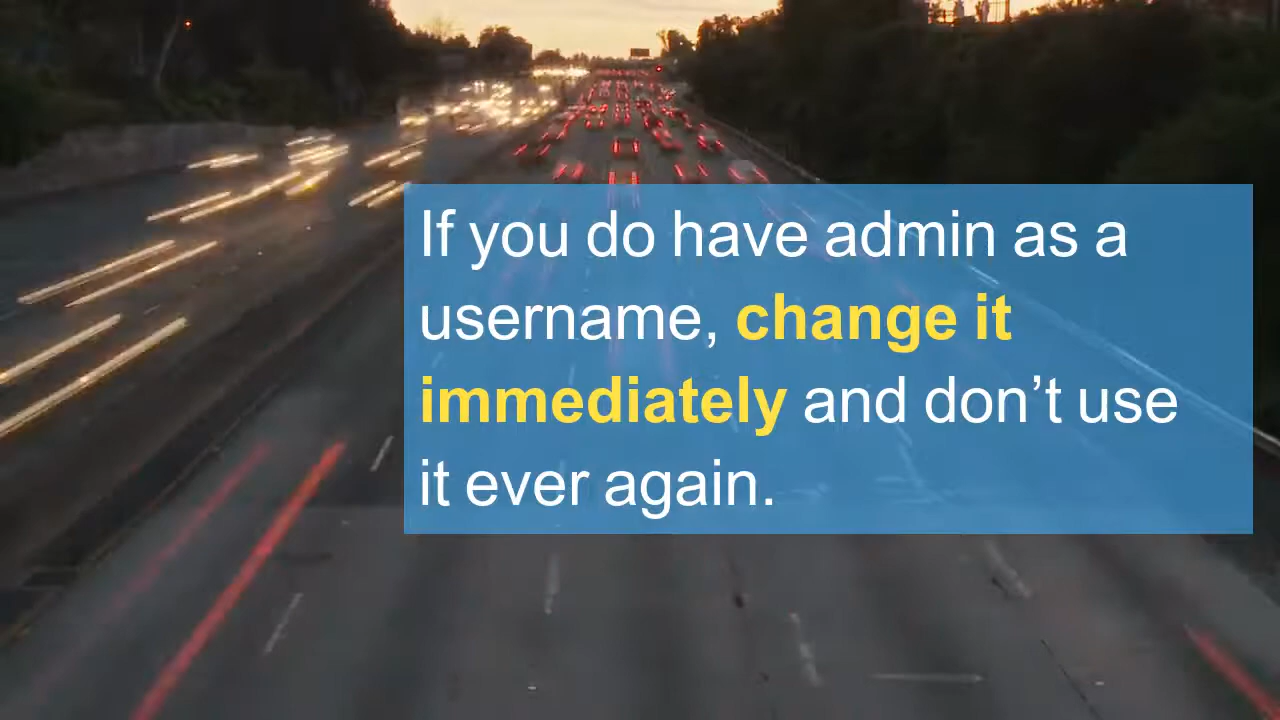 If you do have admin as a
username, change it
immediately and don’t use
it ever again.